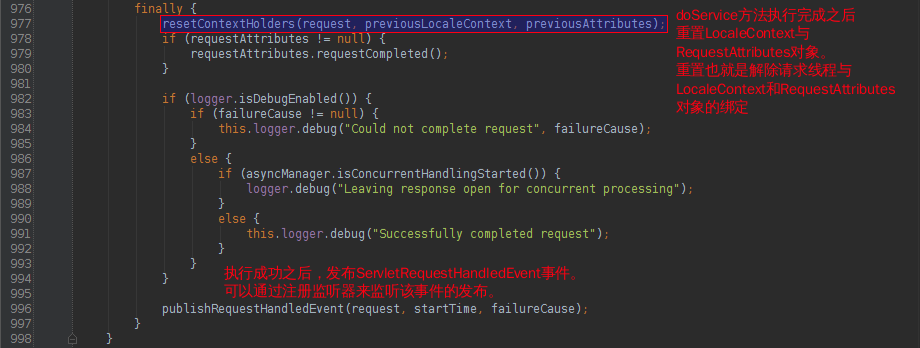 976 finally {
977 resetContextHolders(request, previousLocaleContext, previousAttributes);
978 if (requestAttributes != null) {
979 requestAttributes.requestCompleted();
980 }
981
982 if (logger.isDebugEnabled()) {
983 if (failureCause != null) {
984 this.logger.debug("Could not complete request", failureCause);
985 }
986 else {
987 if (asyncManager.isConcurrentHandlingStarted()) {
988 logger.debug("Leaving response open for concurrent processing");
989 }
990 else {
991 this.logger.debug("Successfully completed request");
992 }
993 }
994 }
995
996 publishRequestHandledEvent(request, startTime, failureCause);
997 }
998 }
doService方法执行完成之后
重置LocaleContext与
RequestAttributes对象。
重置也就是解除请求线程与
LocaleContext和RequestAttributes
对象的绑定
执行成功之后，发布ServletRequestHandledEvent事件。
可以通过注册监听器来监听该事件的发布。